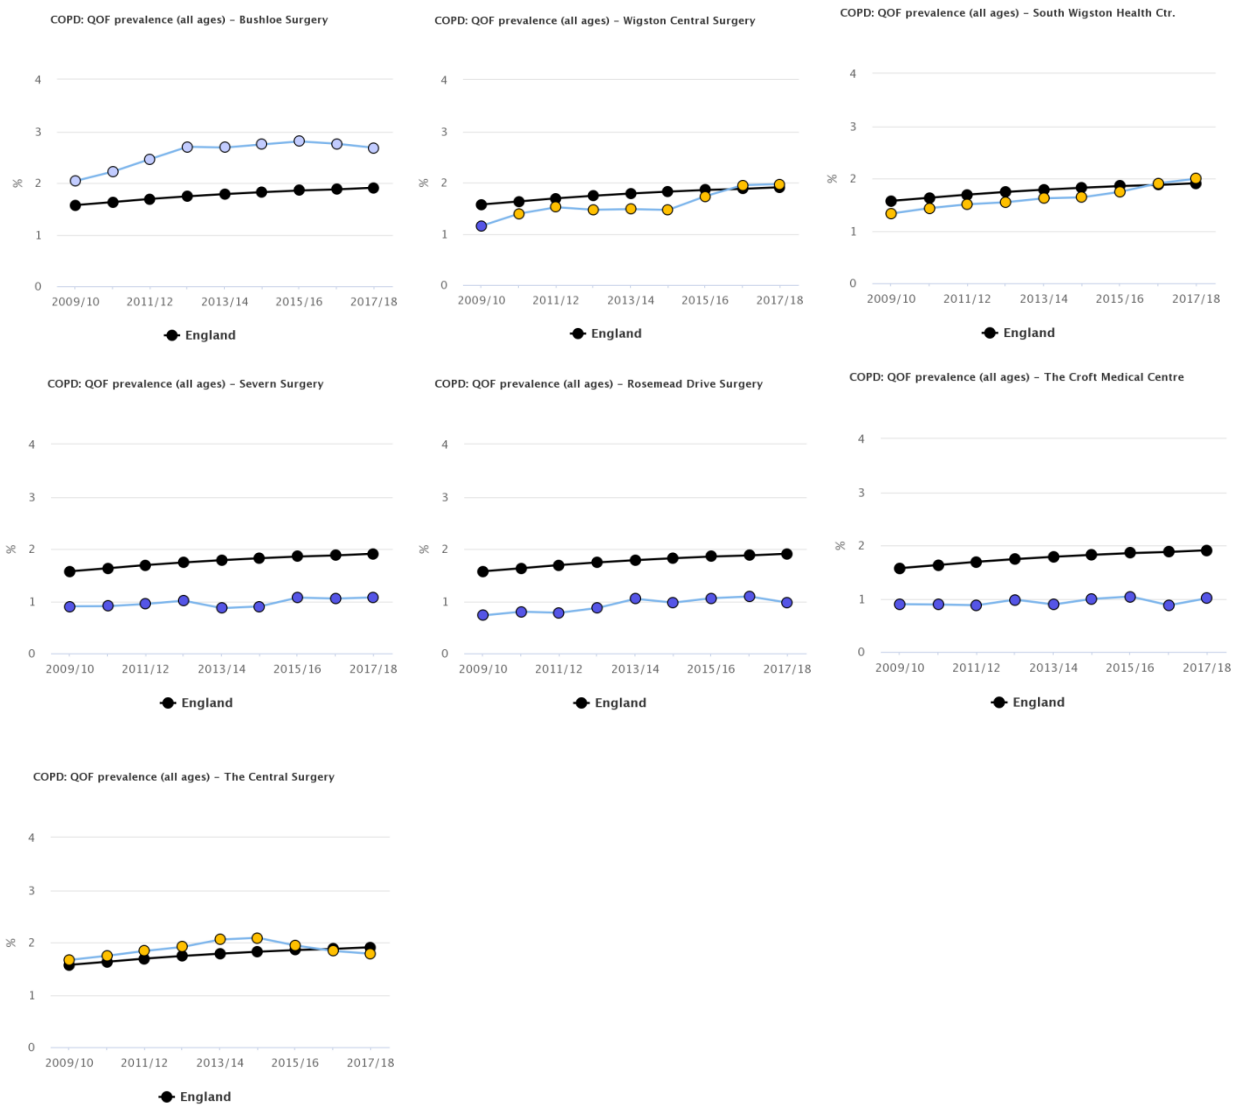 COPD: QOF prevalence (all ages) – Bushloe Surgery
4
3
2
1
0
%
2009/10 2011/12 2013/14 2015/16 2017/18
England
COPD: QOF prevalence (all ages) – Wigston Central Surgery
4
3
2
1
0
%
2009/10 2011/12 2013/14 2015/16 2017/18
England
COPD: QOF prevalence (all ages) – South Wigston Health Ctr.
4
3
2
1
0
%
2009/10 2011/12 2013/14 2015/16 2017/18
England
COPD: QOF prevalence (all ages) – Severn Surgery
4
3
2
1
0
%
2009/10 2011/12 2013/14 2015/16 2017/18
England
COPD: QOF prevalence (all ages) – Rosemead Drive Surgery
4
3
2
1
0
%
2009/10 2011/12 2013/14 2015/16 2017/18
England
COPD: QOF prevalence (all ages) – The Croft Medical Centre
4
3
2
1
0
%
2009/10 2011/12 2013/14 2015/16 2017/18
England
COPD: QOF prevalence (all ages) – The Central Surgery
4
3
2
1
0
%
2009/10 2011/12 2013/14 2015/16 2017/18
England